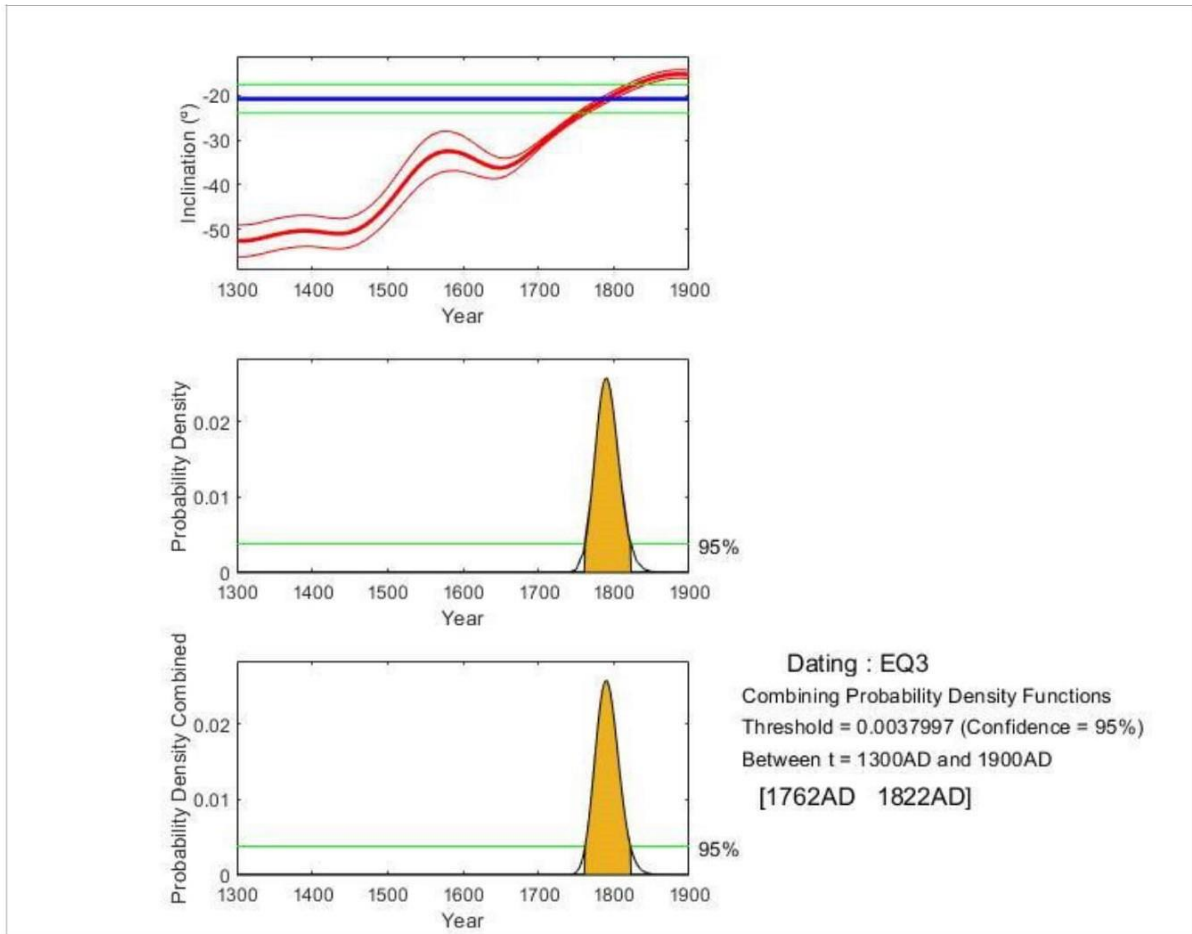 Inclination (º)
-20
-30
-40
-50
1300 1400 1500 1600 1700 1800 1900
Year
Probability Density
0.02
0.01
0
95%
1300 1400 1500 1600 1700 1800 1900
Year
Probability Density Combined
0.02
0.01
0
95%
1300 1400 1500 1600 1700 1800 1900
Year
Dating : EQ3
Combining Probability Density Functions
Threshold = 0.0037997 (Confidence = 95%)
Between t = 1300AD and 1900AD
[1762AD 1822AD]